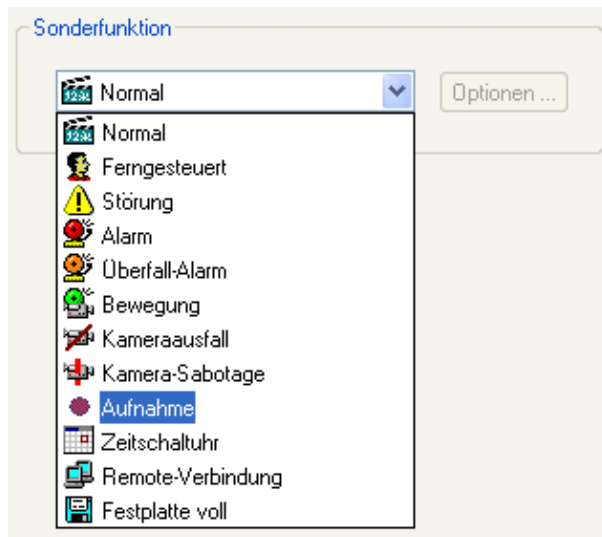 Sonderfunktion
Normal
Optionen ...
Normal
Ferngesteuert
Störung
Alarm
Überfall-Alarm
Bewegung
Kameraausfall
Kamera-Sabotage
Aufnahme
Zeitschaltuhr
Remote-Verbindung
Festplatte voll